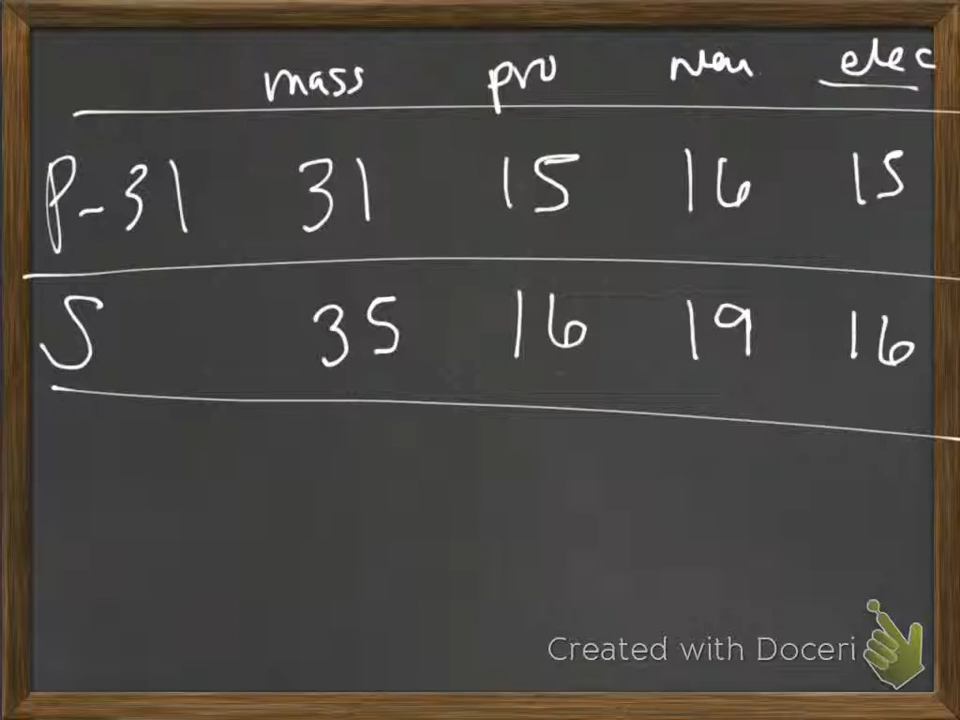 mass pro neu elec
P-31 31 15 16 15
S 35 16 19 16
Created with Doceri